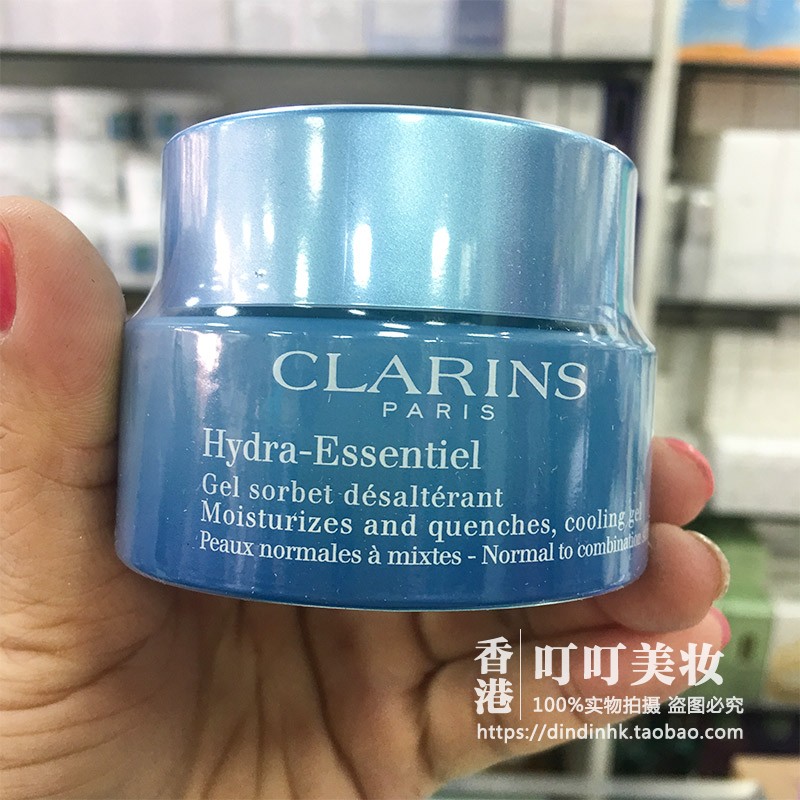 CLARINS
PARIS
Hydra-Essentiel
Gel sorbet désaltérant
Moisturizes and quenches, cooling gel
Peaux normales à mixtes - Normal to combination
香港
叮叮美妆
100%实物拍摄 盗图必究
https://dindinhk.taobao.com